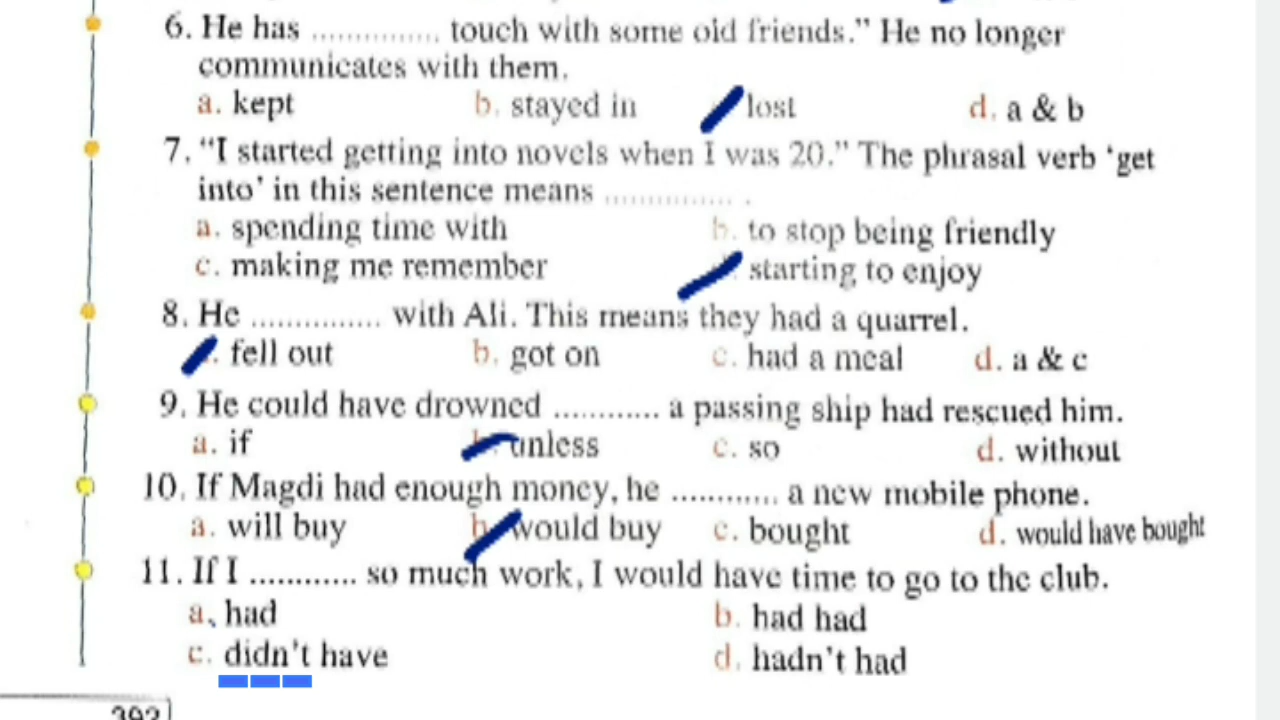 6. He has ............... touch with some old friends." He no longer
communicates with them.
a. kept b. stayed in lost d. a & b
7. "I started getting into novels when I was 20." The phrasal verb 'get
into' in this sentence means ............... .
a. spending time with b. to stop being friendly
c. making me remember starting to enjoy
8. He ............... with Ali. This means they had a quarrel.
fell out b. got on c. had a meal d. a & c
9. He could have drowned ............ a passing ship had rescued him.
a. if b. unless c. so d. without
10. If Magdi had enough money, he ............ a new mobile phone.
a. will buy b. would buy c. bought d. would have bought
11. If I ............ so much work, I would have time to go to the club.
a. had b. had had
c. didn't have d. hadn't had
392